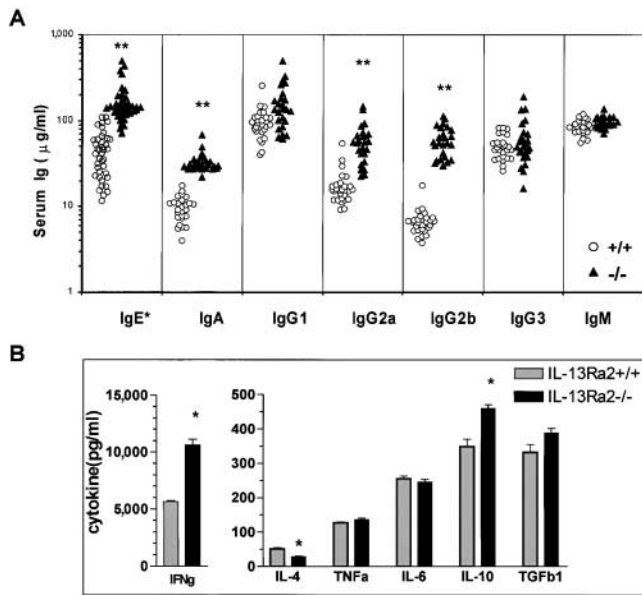 A
Serum Ig ( μ g/ml)
1,000
100
10
1
** ** ** **
○ +/+
▲ -/-
IgE* IgA IgG1 IgG2a IgG2b IgG3 IgM
B
cytokine(pg/ml)
15,000
10,000
5,000
0
*
IFNg
500
400
300
200
100
0
IL-13Ra2+/+
IL-13Ra2-/-
*
*
IL-4 TNFa IL-6 IL-10 TGFb1